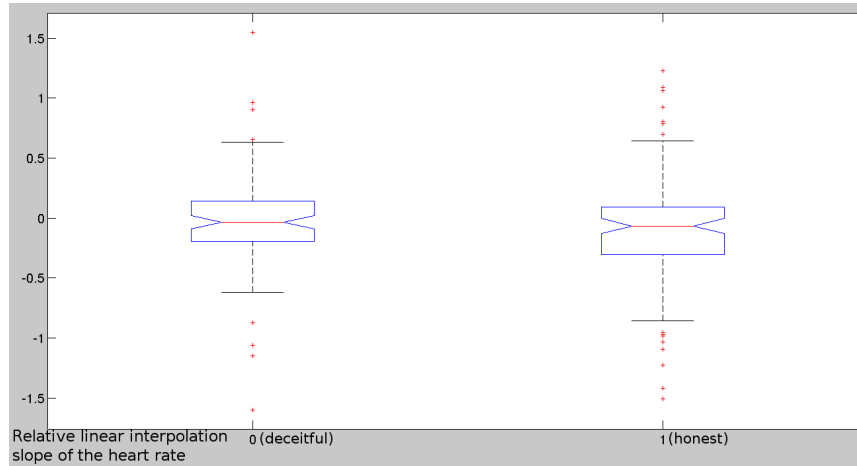 1.5
1
0.5
0
-0.5
-1
-1.5
0 (deceitful)
1 (honest)
Relative linear interpolation
slope of the heart rate